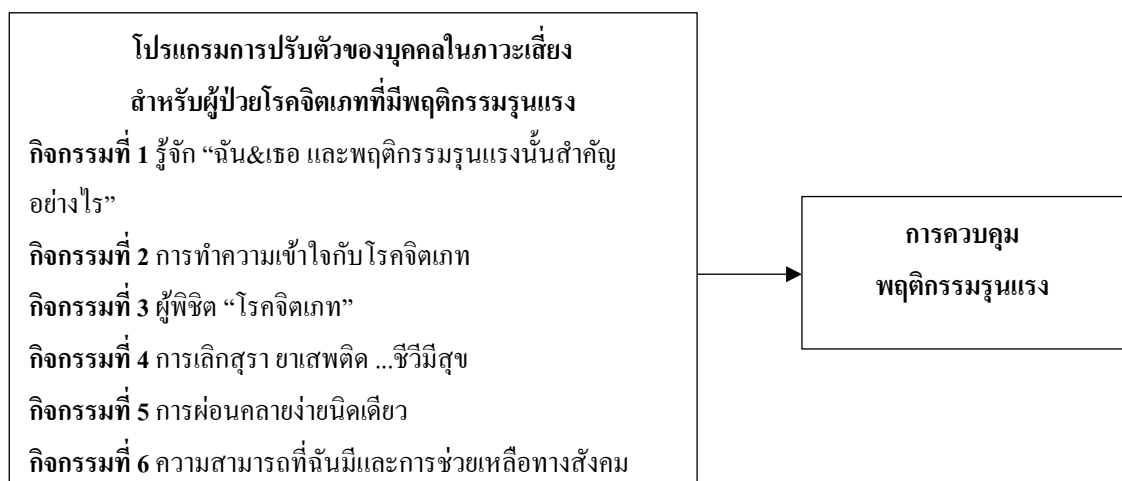 โปรแกรมการปรับตัวของบุคคลในภาวะเสี่ยง
สำหรับผู้ป่วยโรคจิตเภทที่มีพฤติกรรมรุนแรง
กิจกรรมที่ 1 รู้จัก “ฉัน&เธอ และพฤติกรรมรุนแรงนั้นสำคัญ
อย่างไร”
กิจกรรมที่ 2 การทำความเข้าใจกับโรคจิตเภท
กิจกรรมที่ 3 ผู้พิชิต “โรคจิตเภท”
กิจกรรมที่ 4 การเลิกสุรา ยาเสพติด ...ชีวีมีสุข
กิจกรรมที่ 5 การผ่อนคลายง่ายนิดเดียว
กิจกรรมที่ 6 ความสามารถที่ฉันมีและการช่วยเหลือทางสังคม
การควบคุม
พฤติกรรมรุนแรง